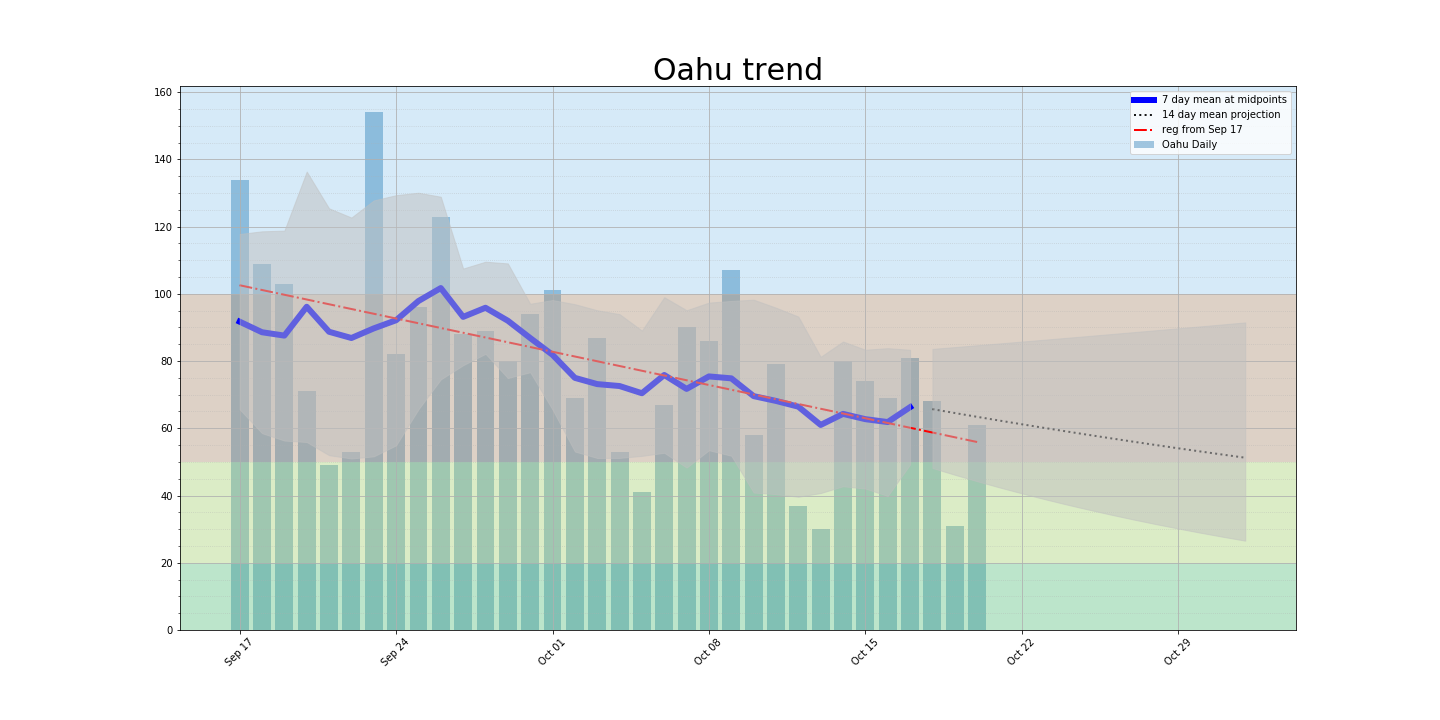 Oahu trend
7 day mean at midpoints
14 day mean projection
reg from Sep 17
Oahu Daily
160
140
120
100
80
60
40
20
0
Sep 17
Sep 24
Oct 01
Oct 08
Oct 15
Oct 22
Oct 29